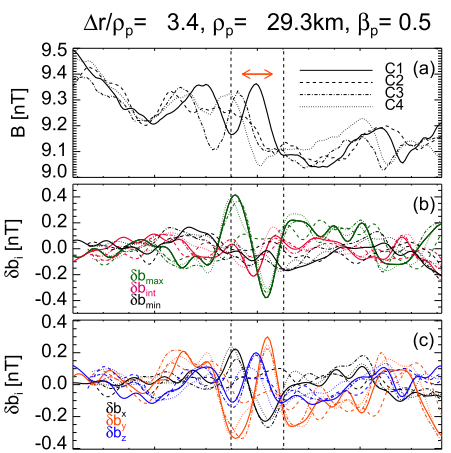 Δr/ρp= 3.4, ρp= 29.3km, βp= 0.5
B [nT]
9.5
9.4
9.3
9.2
9.1
9.0
(a)
C1
C2
C3
C4
δbi [nT]
0.4
0.2
0.0
-0.2
-0.4
(b)
δbmax
δbint
δbmin
δbi [nT]
0.4
0.2
0.0
-0.2
-0.4
(c)
δbx
δby
δbz